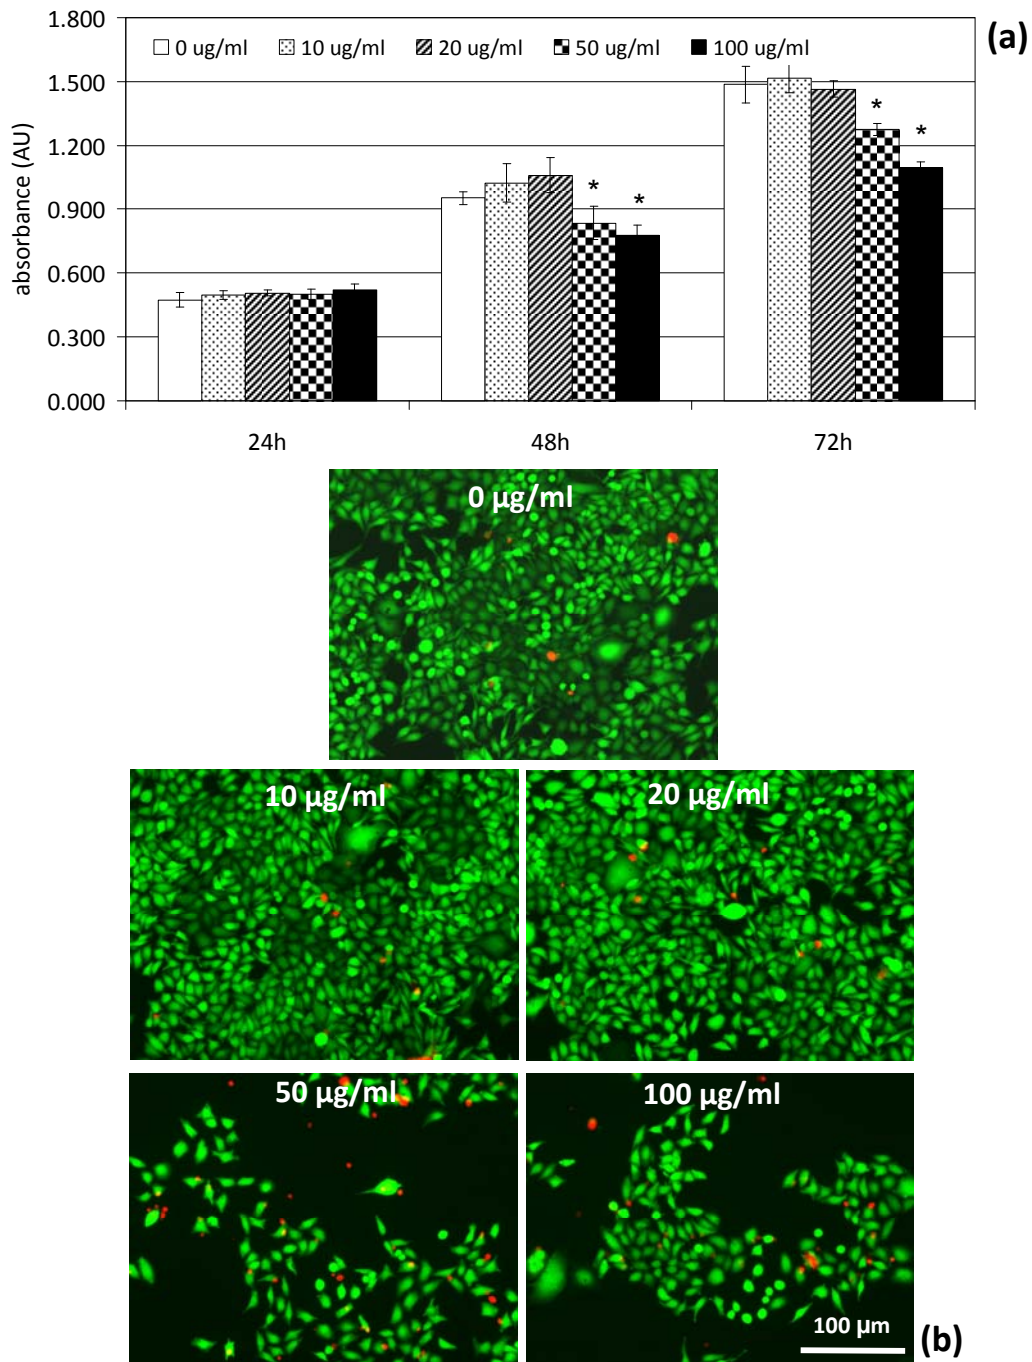 1.800
(a)
0 ug/ml 10 ug/ml 20 ug/ml 50 ug/ml 100 ug/ml
1.500
*
*
1.200
*
*
0.900
0.600
0.300
0.000
absorbance (AU)
24h 48h 72h
0 µg/ml
10 µg/ml 20 µg/ml
50 µg/ml 100 µg/ml
100 µm
(b)